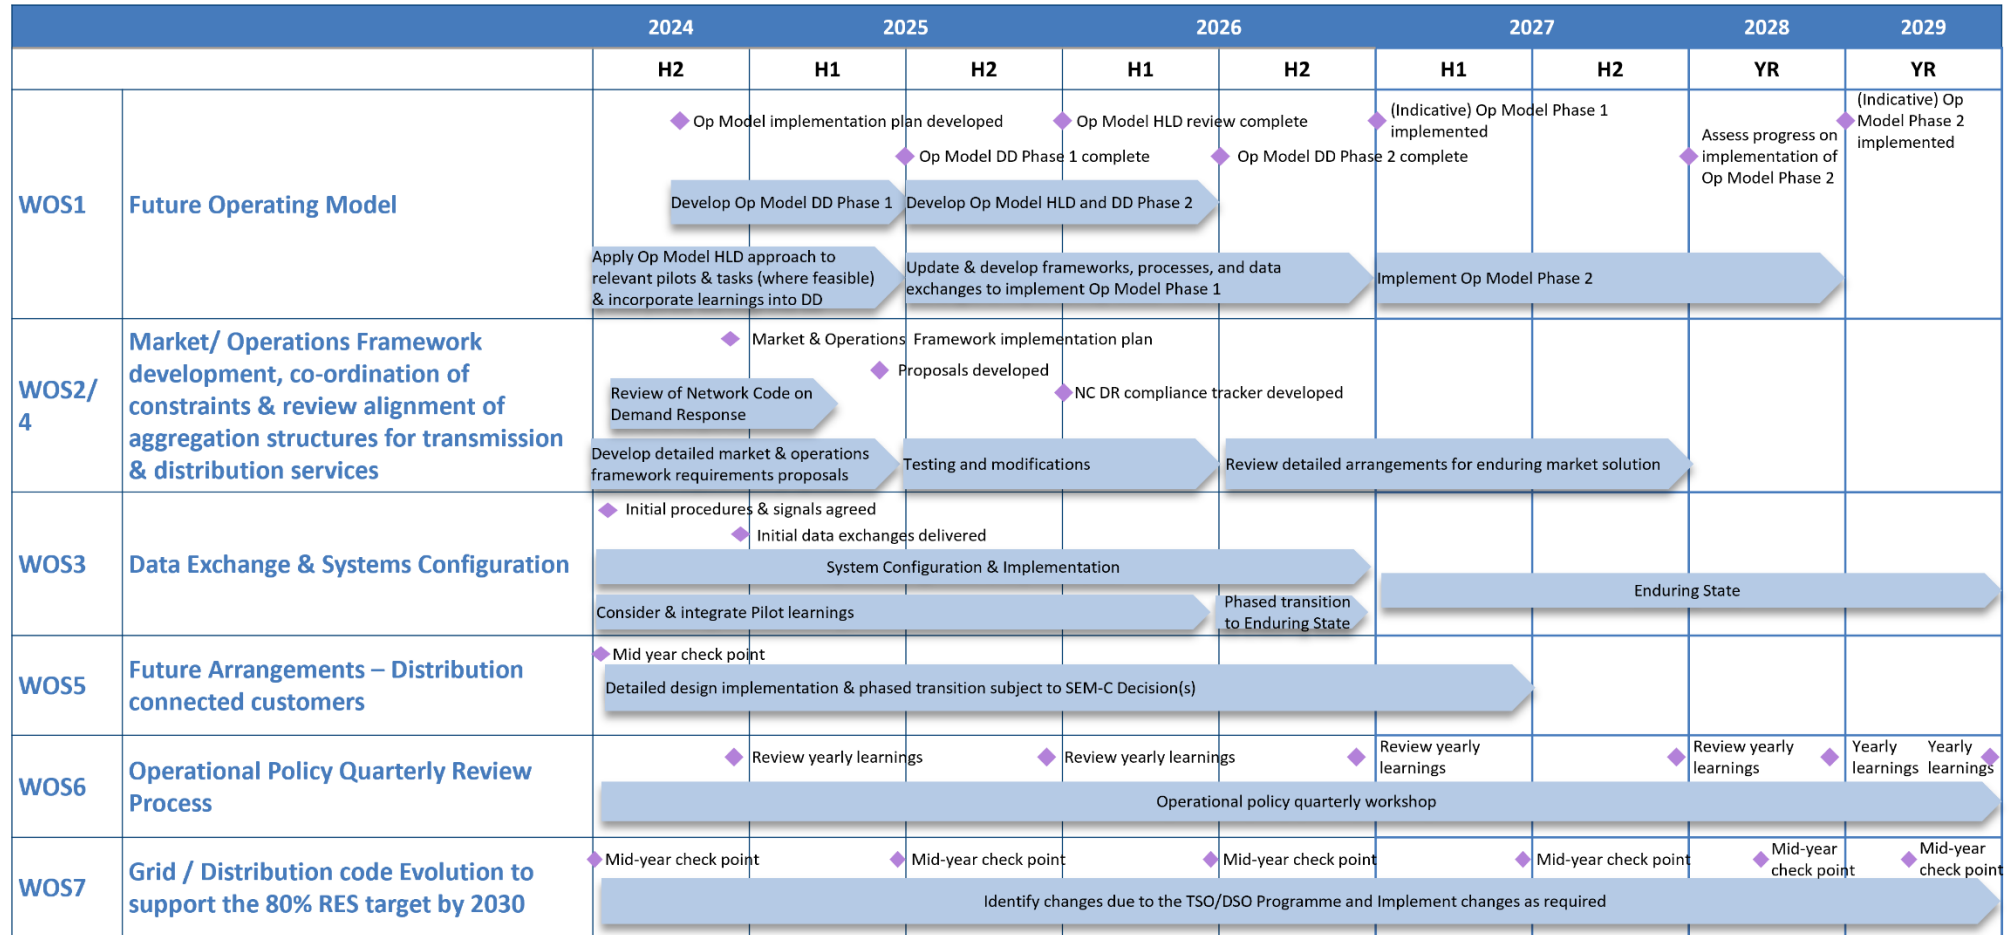 2024 2025 2026 2027 2028 2029
H2 H1 H2 H1 H2 H1 H2 YR YR
WOS1
Future Operating Model
Op Model implementation plan developed
Op Model HLD review complete
(Indicative) Op Model Phase 1
implemented
(Indicative) Op
Model Phase 2
implemented
Op Model DD Phase 1 complete
Op Model DD Phase 2 complete
Assess progress on
implementation of
Op Model Phase 2
Develop Op Model DD Phase 1
Develop Op Model HLD and DD Phase 2
Apply Op Model HLD approach to
relevant pilots & tasks (where feasible)
& incorporate learnings into DD
Update & develop frameworks, processes, and data
exchanges to implement Op Model Phase 1
Implement Op Model Phase 2
WOS2/
4
Market/ Operations Framework
development, co-ordination of
constraints & review alignment of
aggregation structures for transmission
& distribution services
Market & Operations Framework implementation plan
Proposals developed
NC DR compliance tracker developed
Review of Network Code on
Demand Response
Develop detailed market & operations
framework requirements proposals
Testing and modifications
Review detailed arrangements for enduring market solution
WOS3
Data Exchange & Systems Configuration
Initial procedures & signals agreed
Initial data exchanges delivered
System Configuration & Implementation
Enduring State
Consider & integrate Pilot learnings
Phased transition
to Enduring State
WOS5
Future Arrangements – Distribution
connected customers
Mid year check point
Detailed design implementation & phased transition subject to SEM-C Decision(s)
WOS6
Operational Policy Quarterly Review
Process
Review yearly learnings
Review yearly learnings
Review yearly
learnings
Review yearly
learnings
Yearly
learnings
Yearly
learnings
Operational policy quarterly workshop
WOS7
Grid / Distribution code Evolution to
support the 80% RES target by 2030
Mid-year check point
Mid-year check point
Mid-year check point
Mid-year check point
Mid-year
check point
Mid-year
check point
Identify changes due to the TSO/DSO Programme and Implement changes as required